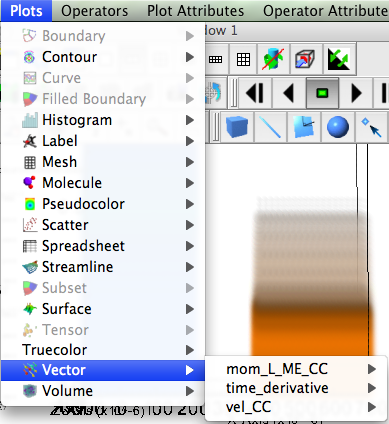 Plots Operators Plot Attributes Operator Attribute
dow 1
Boundary
Contour
Curve
Filled Boundary
Histogram
Label
Mesh
Molecule
Pseudocolor
Scatter
Spreadsheet
Streamline
Subset
Surface
Tensor
Truecolor
Vector
Volume
mom_L_ME_CC
time_derivative
vel_CC